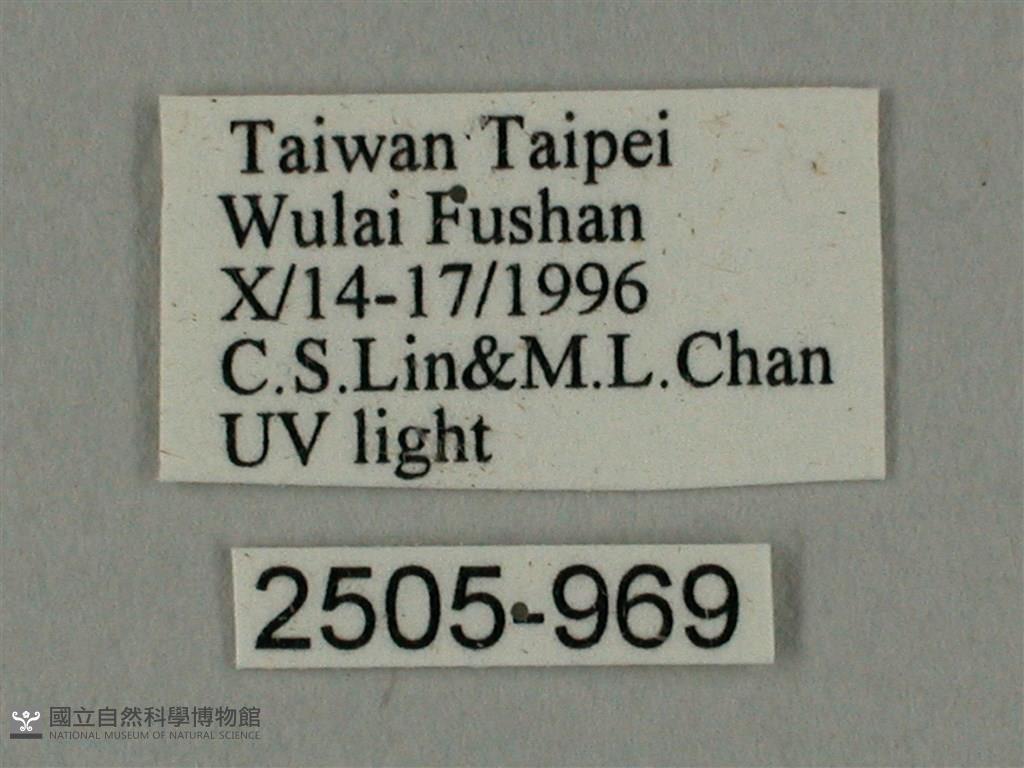 Taiwan Taipei
Wulai Fushan
X/14-17/1996
C.S.Lin&M.L.Chan
UV light
2505-969
國立自然科學博物館
NATIONAL MUSEUM OF NATURAL SCIENCE